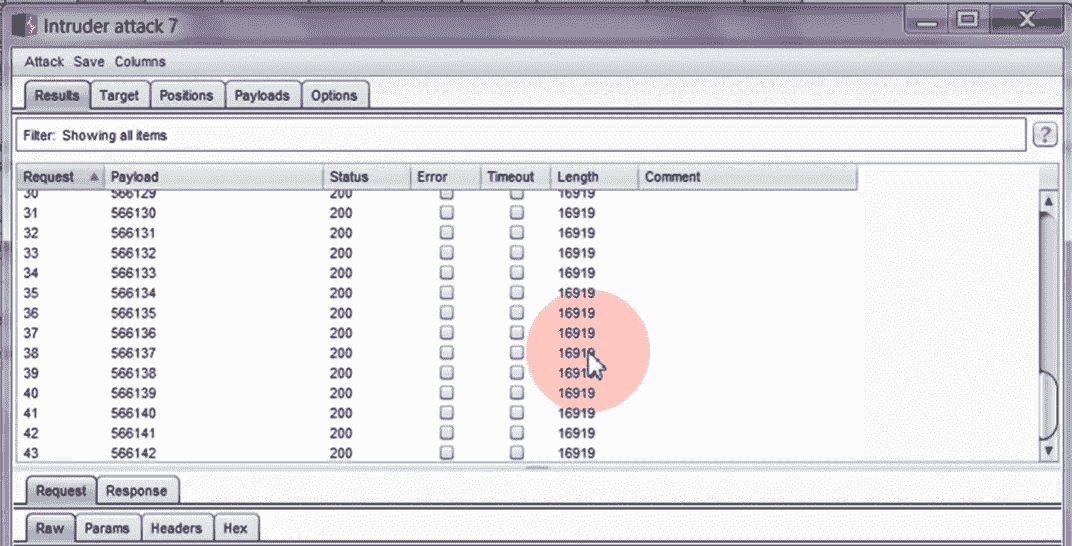 Intruder attack 7
Attack Save Columns
Results Target Positions Payloads Options
Filter: Showing all items ?
Request Payload Status Error Timeout Length Comment
30 566129 200 16919
31 566130 200 16919
32 566131 200 16919
33 566132 200 16919
34 566133 200 16919
35 566134 200 16919
36 566135 200 16919
37 566136 200 16919
38 566137 200 16919
39 566138 200 16919
40 566139 200 16919
41 566140 200 16919
42 566141 200 16919
43 566142 200 16919
Request Response
Raw Params Headers Hex